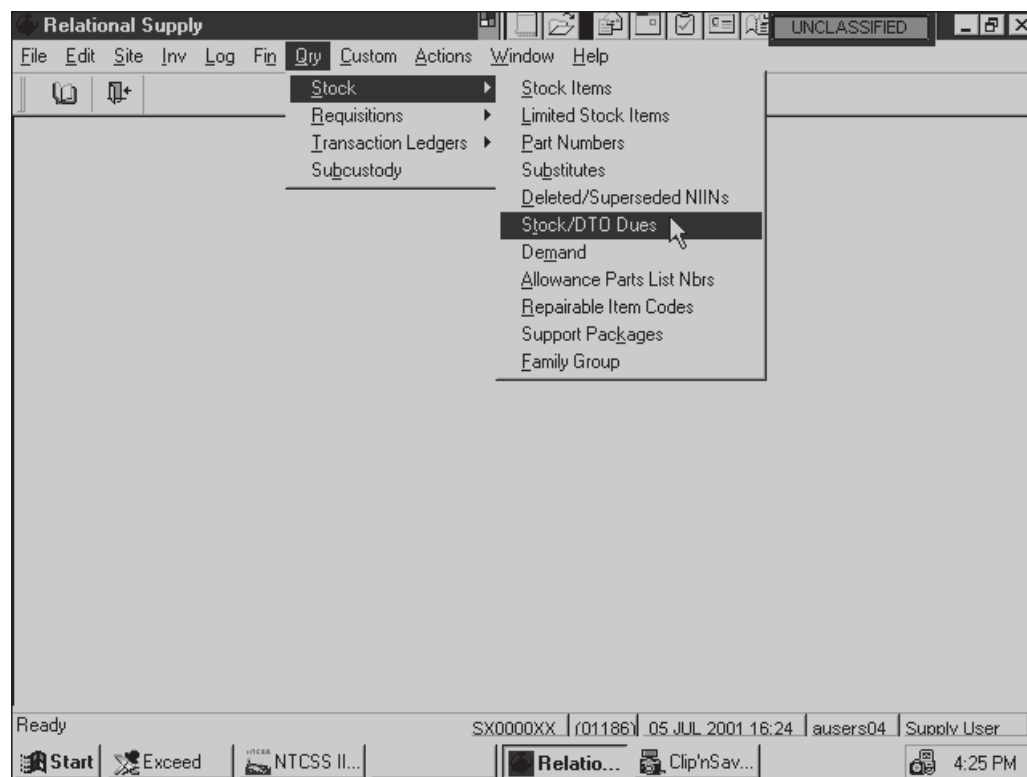 Relational Supply UNCLASSIFIED
File Edit Site Inv Log Fin Qry Custom Actions Window Help
Stock
Requisitions
Transaction Ledgers
Subcustody
Stock Items
Limited Stock Items
Part Numbers
Substitutes
Deleted/Superseded NIINs
Stock/DTO Dues
Demand
Allowance Parts List Nbrs
Repairable Item Codes
Support Packages
Family Group
Ready SX0000XX (01186) 05 JUL 2001 16:24 ausers04 Supply User
Start Exceed NTCSS II... Relatio... Clip'nSav... 4:25 PM